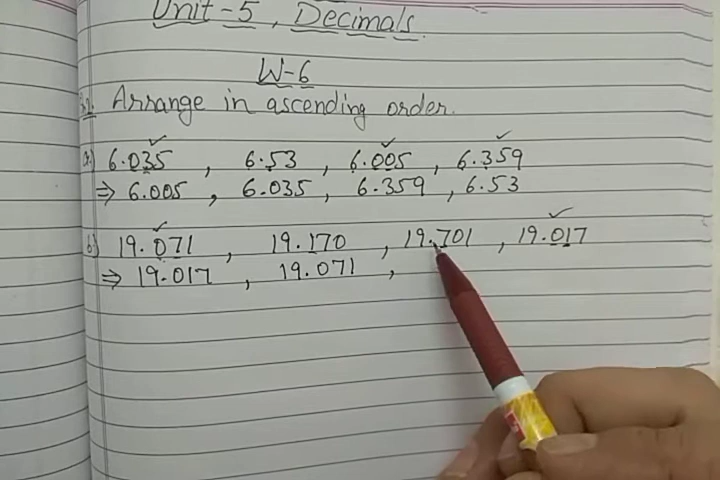 Unit-5, Decimals.
W-6
Arrange in ascending order.
a) 6.035, 6.53, 6.005, 6.359
⇒ 6.005, 6.035, 6.359, 6.53
b) 19.071, 19.170, 19.701, 19.017
⇒ 19.017, 19.071,